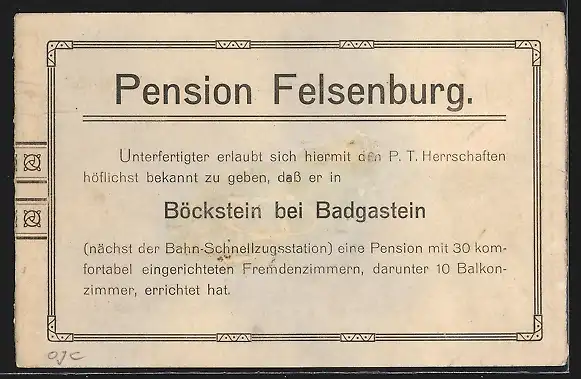 Pension Felsenburg.
Unterfertigter erlaubt sich hiermit den P. T. Herrschaften
höflichst bekannt zu geben, daß er in
Böckstein bei Badgastein
(nächst der Bahn-Schnellzugsstation) eine Pension mit 30 kom-
fortabel eingerichteten Fremdenzimmern, darunter 10 Balkon-
zimmer, errichtet hat.